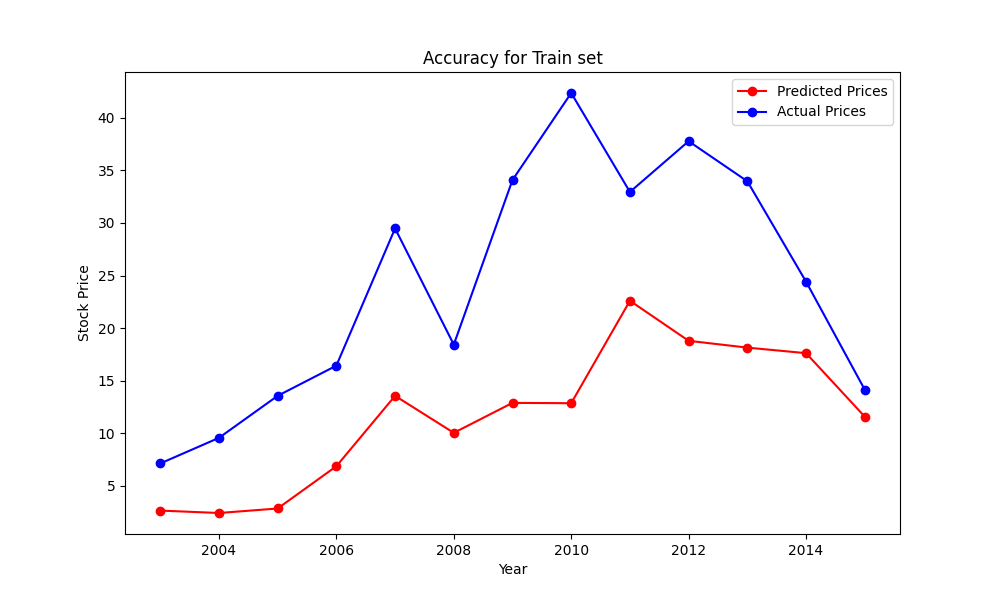 Accuracy for Train set
Predicted Prices
Actual Prices
40
35
30
25
20
15
10
5
Stock Price
2004 2006 2008 2010 2012 2014
Year